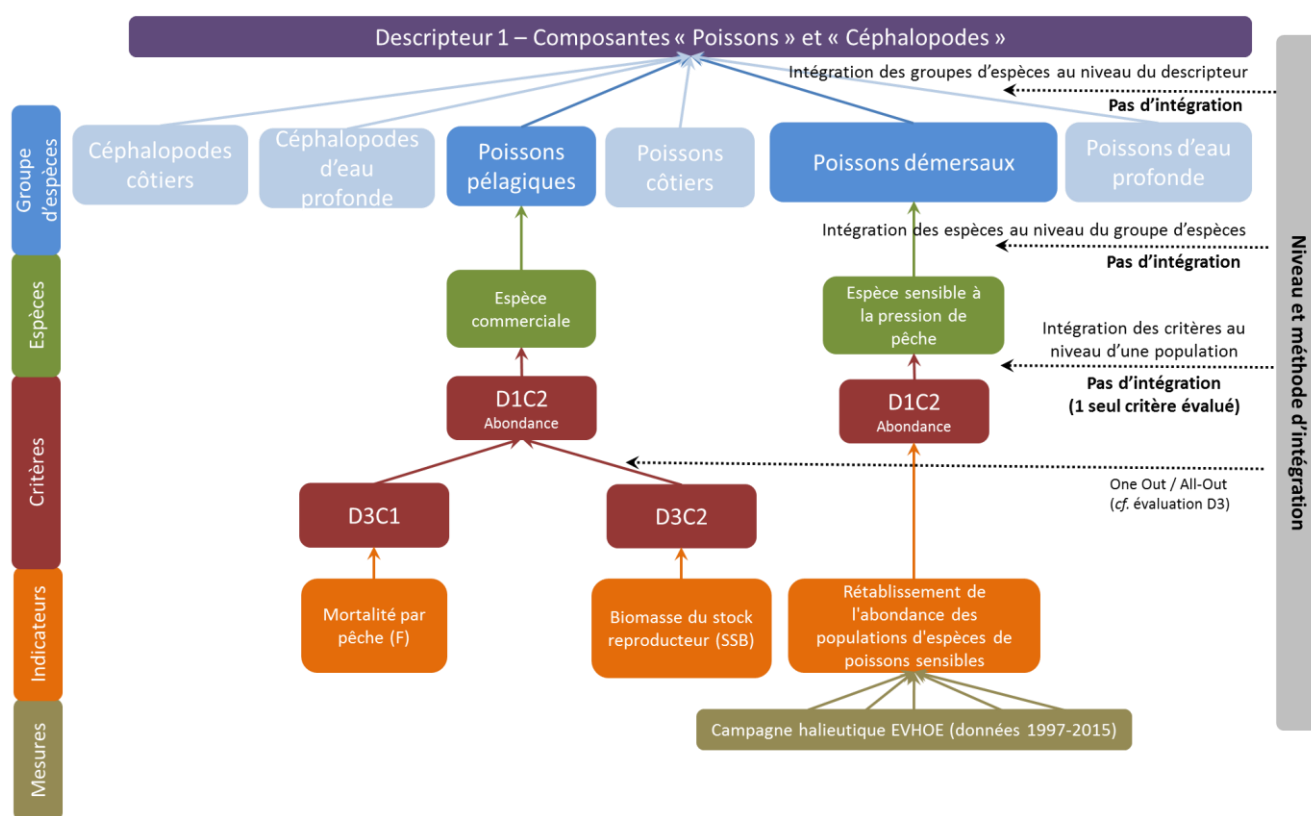 Descripteur 1 – Composantes « Poissons » et « Céphalopodes »
Intégration des groupes d'espèces au niveau du descripteur
Pas d'intégration
Groupe
d'espèces
Céphalopodes
côtiers
Céphalopodes
d'eau
profonde
Poissons
pélagiques
Poissons
côtiers
Poissons démersaux
Poissons d'eau
profonde
Intégration des espèces au niveau du groupe d'espèces
Pas d'intégration
Espèces
Espèce
commerciale
Espèce sensible à
la pression de
pêche
Intégration des critères au
niveau d'une population
Pas d'intégration
(1 seul critère évalué)
Critères
D1C2
Abondance
D1C2
Abondance
One Out / All-Out
(cf. évaluation D3)
D3C1
D3C2
Indicateurs
Mortalité par
pêche (F)
Biomasse du stock
reproducteur (SSB)
Rétablissement de
l'abondance des
populations d'espèces de
poissons sensibles
Mesures
Campagne halieutique EVHOE (données 1997-2015)
Niveau et méthode d'intégration